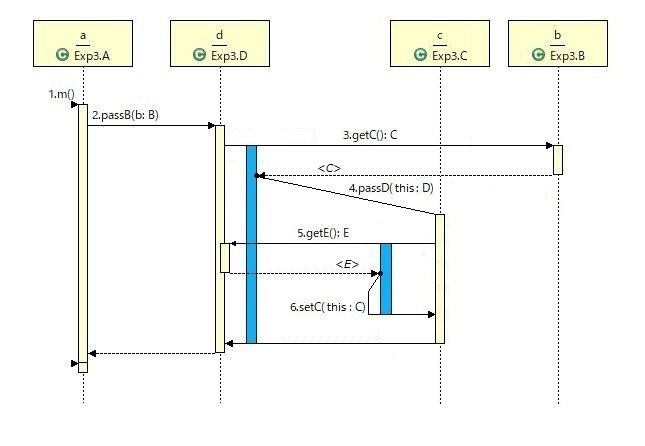 a
Exp3.A
d
Exp3.D
c
Exp3.C
b
Exp3.B
1.m()
2.passB(b: B)
3.getC(): C
<C>
4.passD( this : D)
5.getE(): E
<E>
6.setC( this : C)